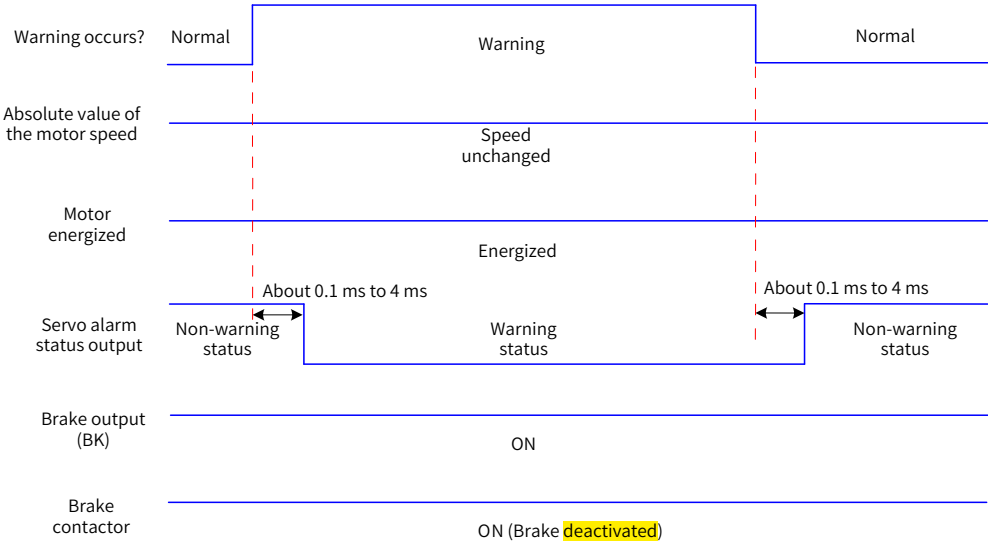 Warning occurs?
Normal
Warning
Normal
Absolute value of
the motor speed
Speed
unchanged
Motor
energized
Energized
About 0.1 ms to 4 ms
About 0.1 ms to 4 ms
Servo alarm
status output
Non-warning
status
Warning
status
Non-warning
status
Brake output
(BK)
ON
Brake
contactor
ON (Brake deactivated)